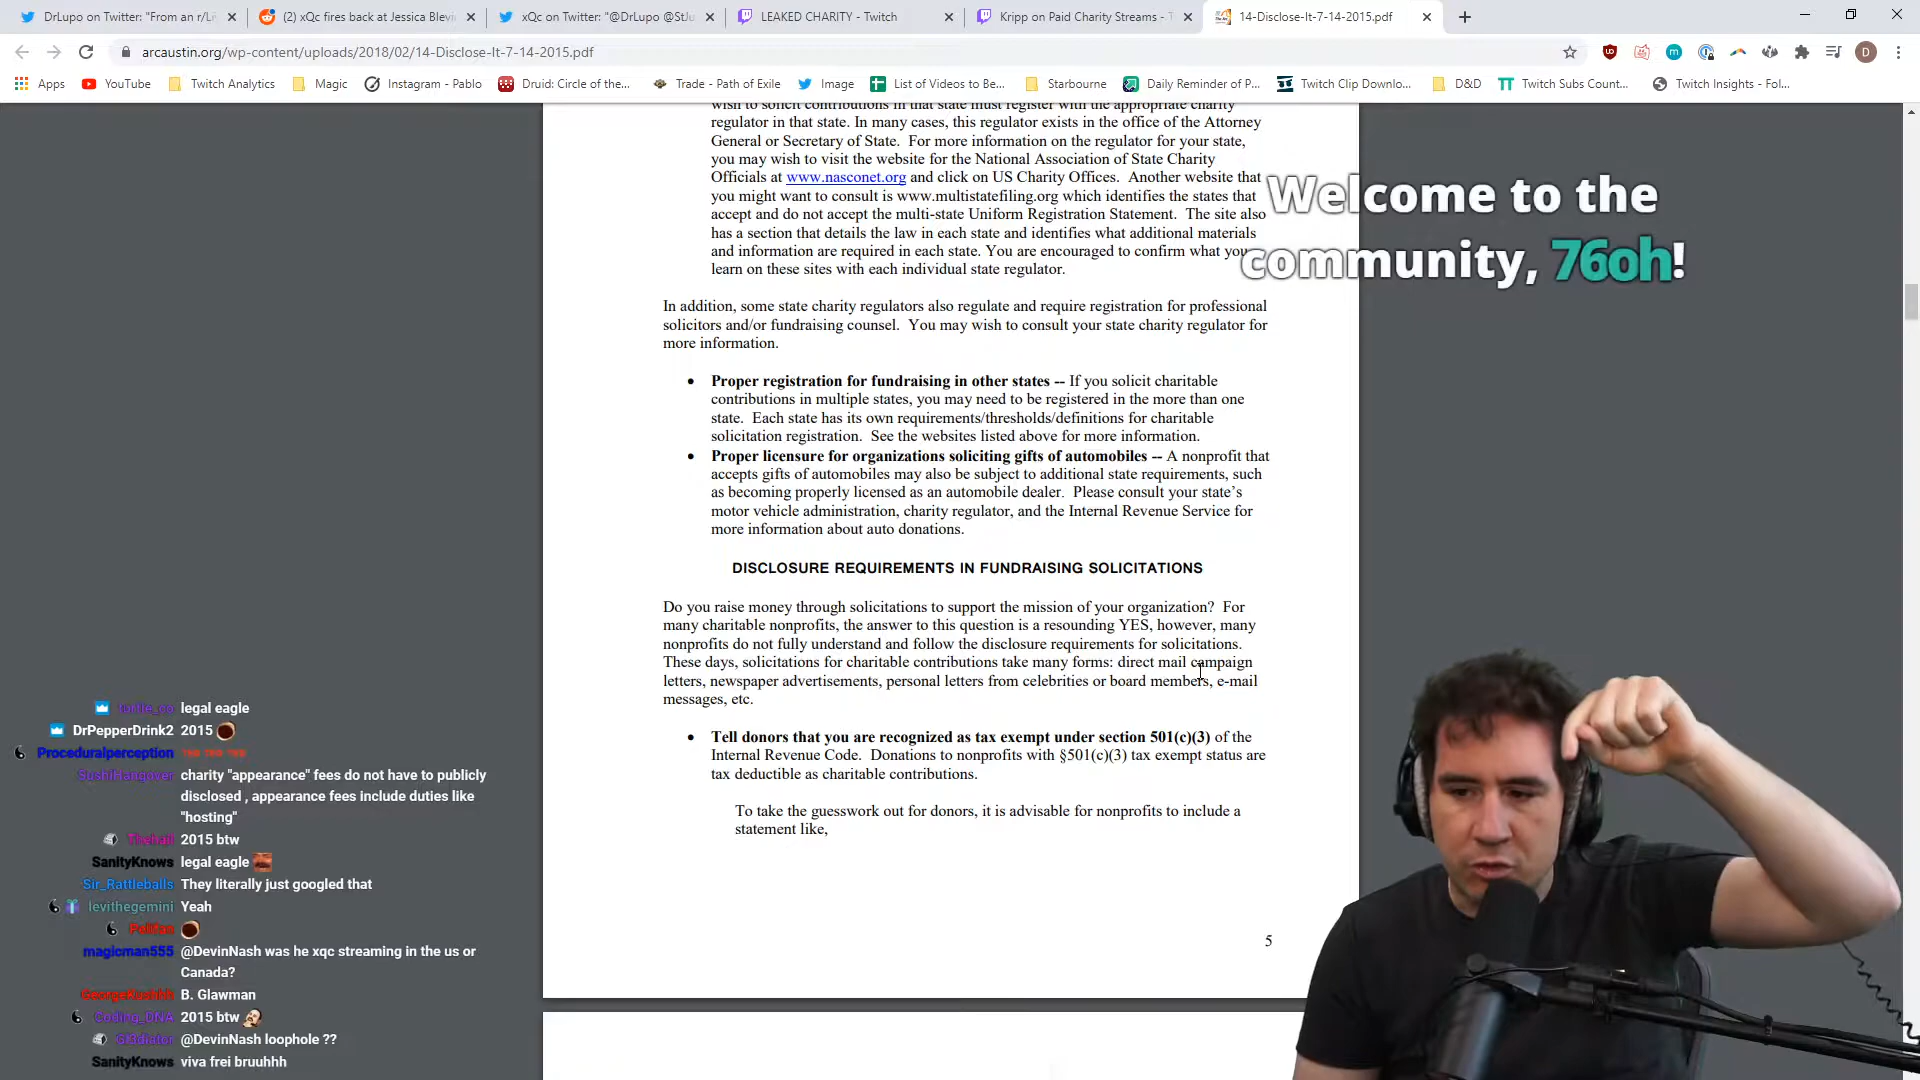 DrLupo on Twitter: "From an r/Li
(2) xQc fires back at Jessica Blevi
xQc on Twitter: "@DrLupo @StJu
LEAKED CHARITY - Twitch
Kripp on Paid Charity Streams - T
14-Disclose-It-7-14-2015.pdf
arcaustin.org/wp-content/uploads/2018/02/14-Disclose-It-7-14-2015.pdf
Apps
YouTube
Twitch Analytics
Magic
Instagram - Pablo
Druid: Circle of the...
Trade - Path of Exile
Image
List of Videos to Be...
Starbourne
Daily Reminder of P...
Twitch Clip Downlo...
D&D
Twitch Subs Count...
Twitch Insights - Fol...
wish to solicit contributions in that state must register with the appropriate charity
regulator in that state. In many cases, this regulator exists in the office of the Attorney
General or Secretary of State. For more information on the regulator for your state,
you may wish to visit the website for the National Association of State Charity
Officials at www.nasconet.org and click on US Charity Offices. Another website that
you might want to consult is www.multistatefiling.org which identifies the states that
accept and do not accept the multi-state Uniform Registration Statement. The site also
has a section that details the law in each state and identifies what additional materials
and information are required in each state. You are encouraged to confirm what you
learn on these sites with each individual state regulator.
In addition, some state charity regulators also regulate and require registration for professional
solicitors and/or fundraising counsel. You may wish to consult your state charity regulator for
more information.
• Proper registration for fundraising in other states -- If you solicit charitable
contributions in multiple states, you may need to be registered in the more than one
state. Each state has its own requirements/thresholds/definitions for charitable
solicitation registration. See the websites listed above for more information.
• Proper licensure for organizations soliciting gifts of automobiles -- A nonprofit that
accepts gifts of automobiles may also be subject to additional state requirements, such
as becoming properly licensed as an automobile dealer. Please consult your state's
motor vehicle administration, charity regulator, and the Internal Revenue Service for
more information about auto donations.
DISCLOSURE REQUIREMENTS IN FUNDRAISING SOLICITATIONS
Do you raise money through solicitations to support the mission of your organization? For
many charitable nonprofits, the answer to this question is a resounding YES, however, many
nonprofits do not fully understand and follow the disclosure requirements for solicitations.
These days, solicitations for charitable contributions take many forms: direct mail campaign
letters, newspaper advertisements, personal letters from celebrities or board members, e-mail
messages, etc.
• Tell donors that you are recognized as tax exempt under section 501(c)(3) of the
Internal Revenue Code. Donations to nonprofits with §501(c)(3) tax exempt status are
tax deductible as charitable contributions.
To take the guesswork out for donors, it is advisable for nonprofits to include a
statement like,
5
Welcome to the
community, 76oh!
turtle_co legal eagle
DrPepperDrink2 2015
Proceduralperception
SushiHangover charity "appearance" fees do not have to publicly
disclosed , appearance fees include duties like
"hosting"
2015 btw
SanityKnows legal eagle
Sir_Rattleballs They literally just googled that
levithegemini Yeah
magicman555 @DevinNash was he xqc streaming in the us or
Canada?
B. Glawman
Coding_DNA 2015 btw
@DevinNash loophole ??
SanityKnows viva frei bruuhhh